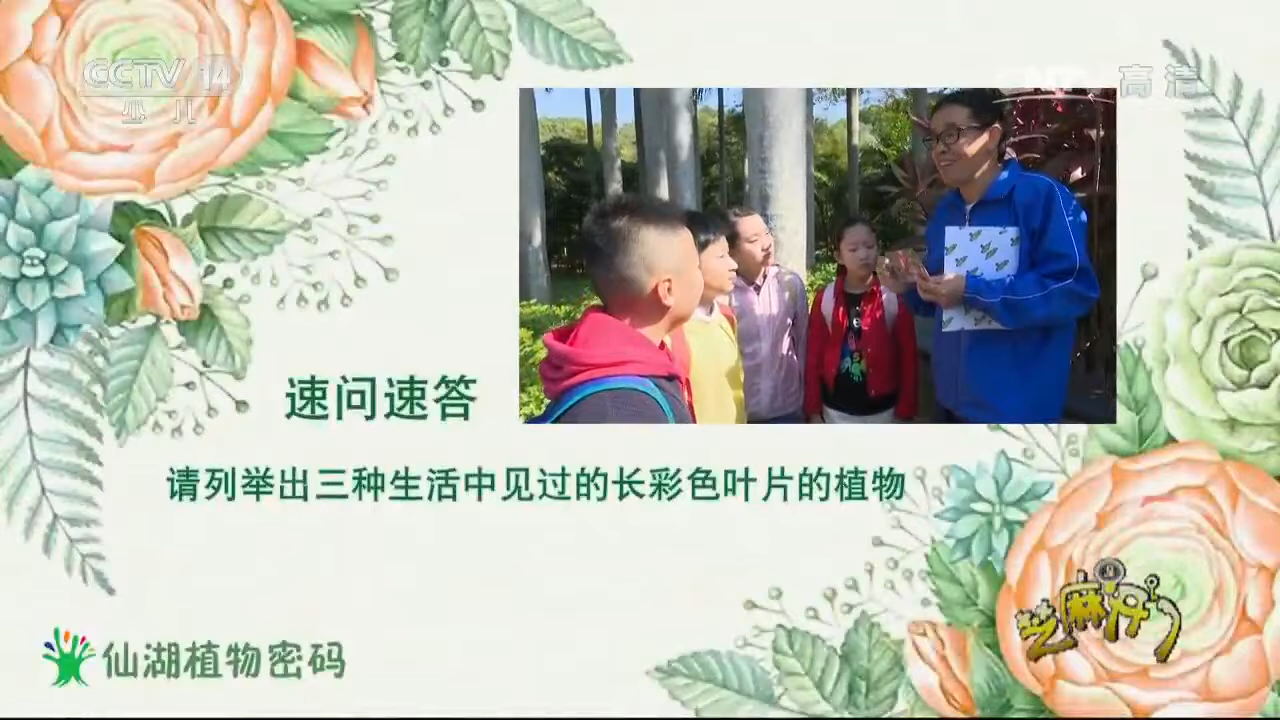 CCTV 14
少儿
高清
速问速答
请列举出三种生活中见过的长彩色叶片的植物
芝麻开门
仙湖植物密码